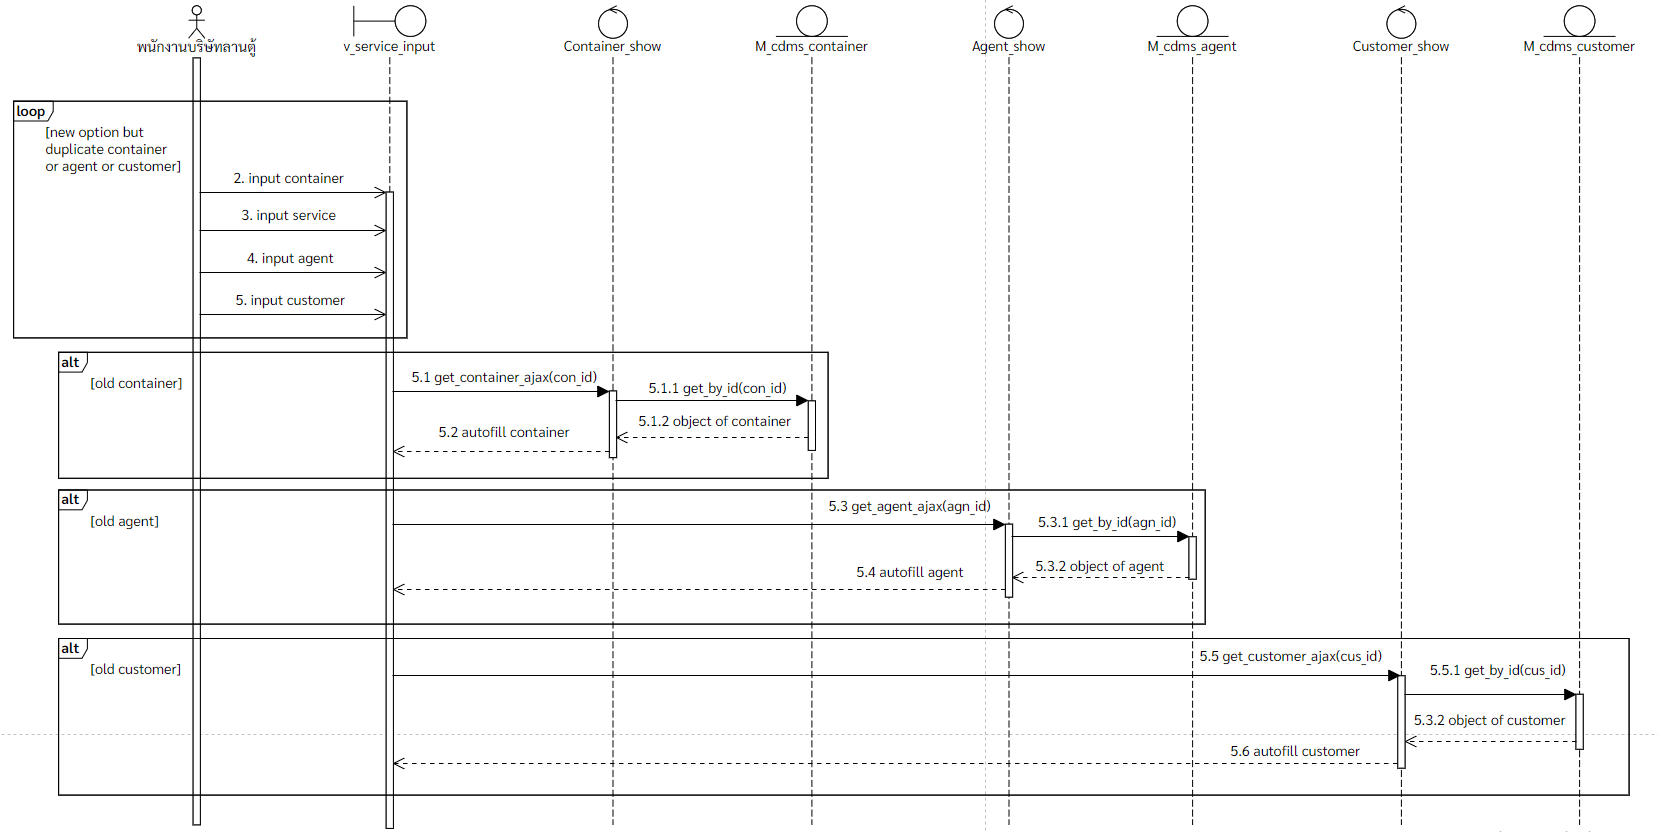 พนักงานบริษัทลานตู้
v_service_input
Container_show
M_cdms_container
Agent_show
M_cdms_agent
Customer_show
M_cdms_customer
loop
[new option but
duplicate container
or agent or customer]
2. input container
3. input service
4. input agent
5. input customer
alt
[old container]
5.1 get_container_ajax(con_id)
5.1.1 get_by_id(con_id)
5.1.2 object of container
5.2 autofill container
alt
[old agent]
5.3 get_agent_ajax(agn_id)
5.3.1 get_by_id(agn_id)
5.3.2 object of agent
5.4 autofill agent
alt
[old customer]
5.5 get_customer_ajax(cus_id)
5.5.1 get_by_id(cus_id)
5.3.2 object of customer
5.6 autofill customer